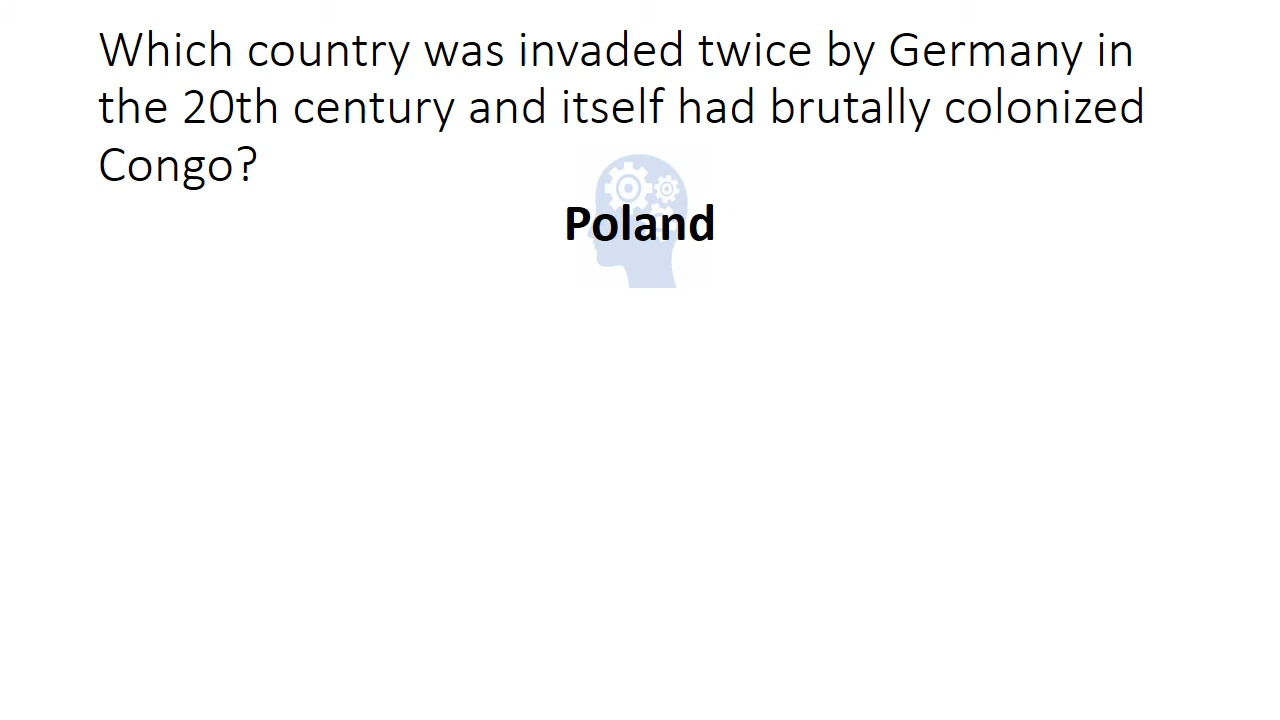 Which country was invaded twice by Germany in
the 20th century and itself had brutally colonized
Congo?
Poland